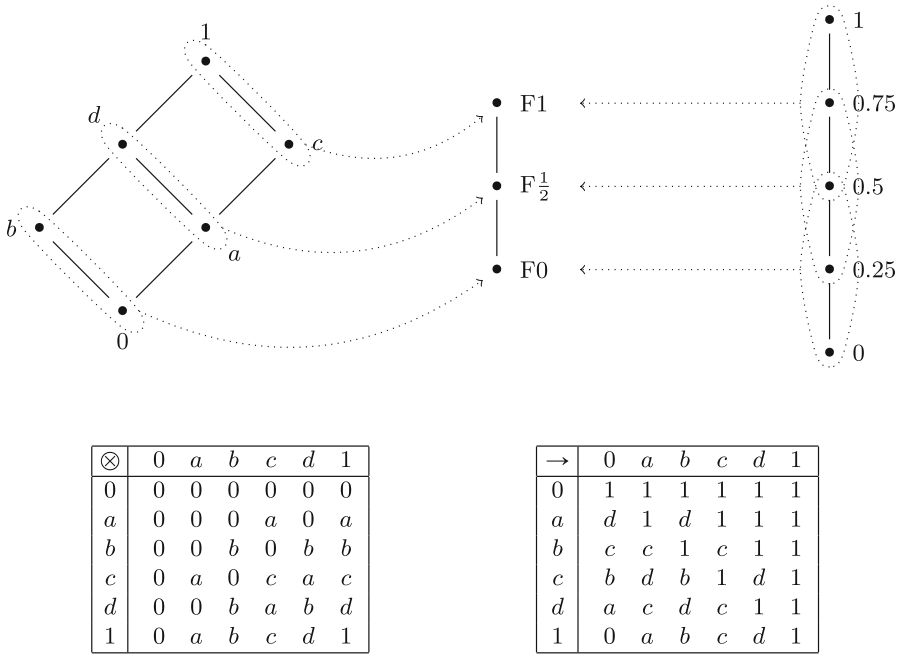 1
1
d
F1
0.75
c
b
F 1/2
0.5
a
F0
0.25
0
0
⊗ 0 a b c d 1
0 0 0 0 0 0 0
a 0 0 0 a 0 a
b 0 0 b 0 b b
c 0 a 0 c a c
d 0 0 b a b d
1 0 a b c d 1
→ 0 a b c d 1
0 1 1 1 1 1 1
a d 1 d 1 1 1
b c c 1 c 1 1
c b d b 1 d 1
d a c d c 1 1
1 0 a b c d 1